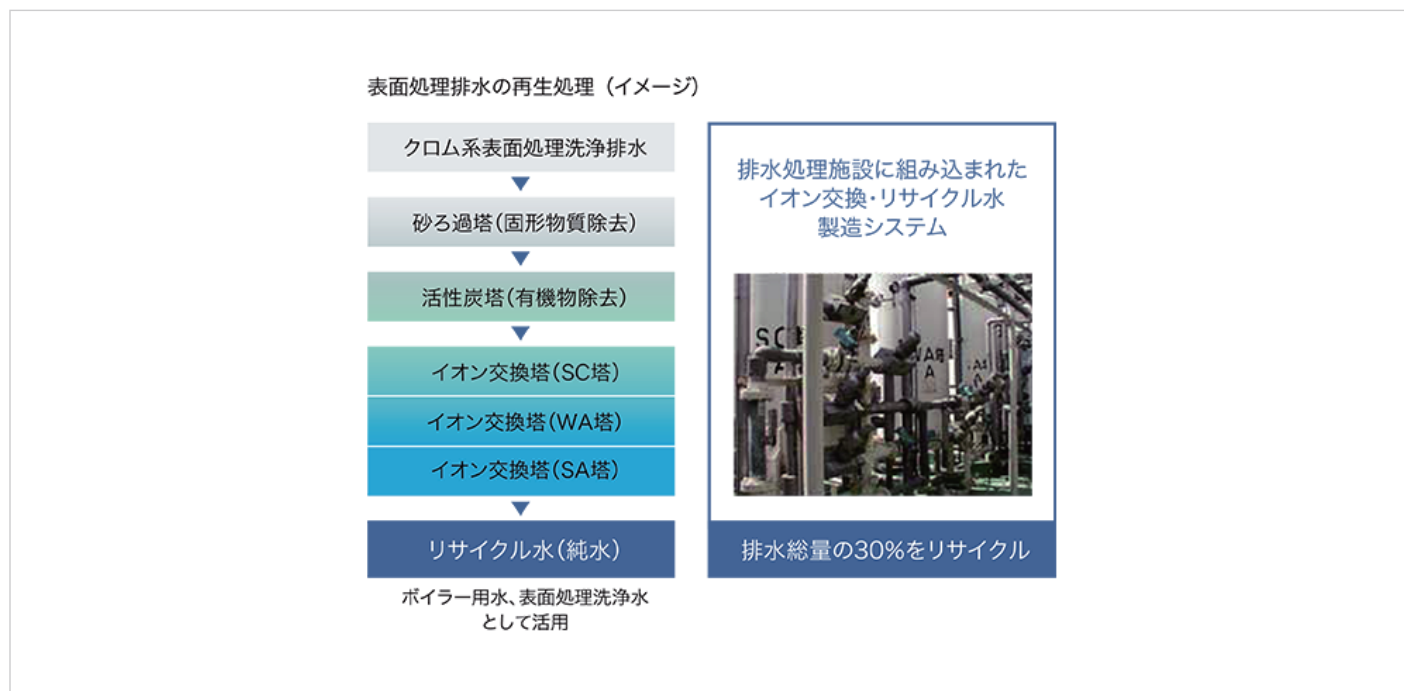 表面処理排水の再生処理（イメージ）
クロム系表面処理洗浄排水
砂ろ過塔（固形物質除去）
活性炭塔（有機物除去）
イオン交換塔（SC塔）
イオン交換塔（WA塔）
イオン交換塔（SA塔）
リサイクル水（純水）
ボイラー用水、表面処理洗浄水
として活用
排水処理施設に組み込まれた
イオン交換・リサイクル水
製造システム
SC
WA塔
A
排水総量の30%をリサイクル